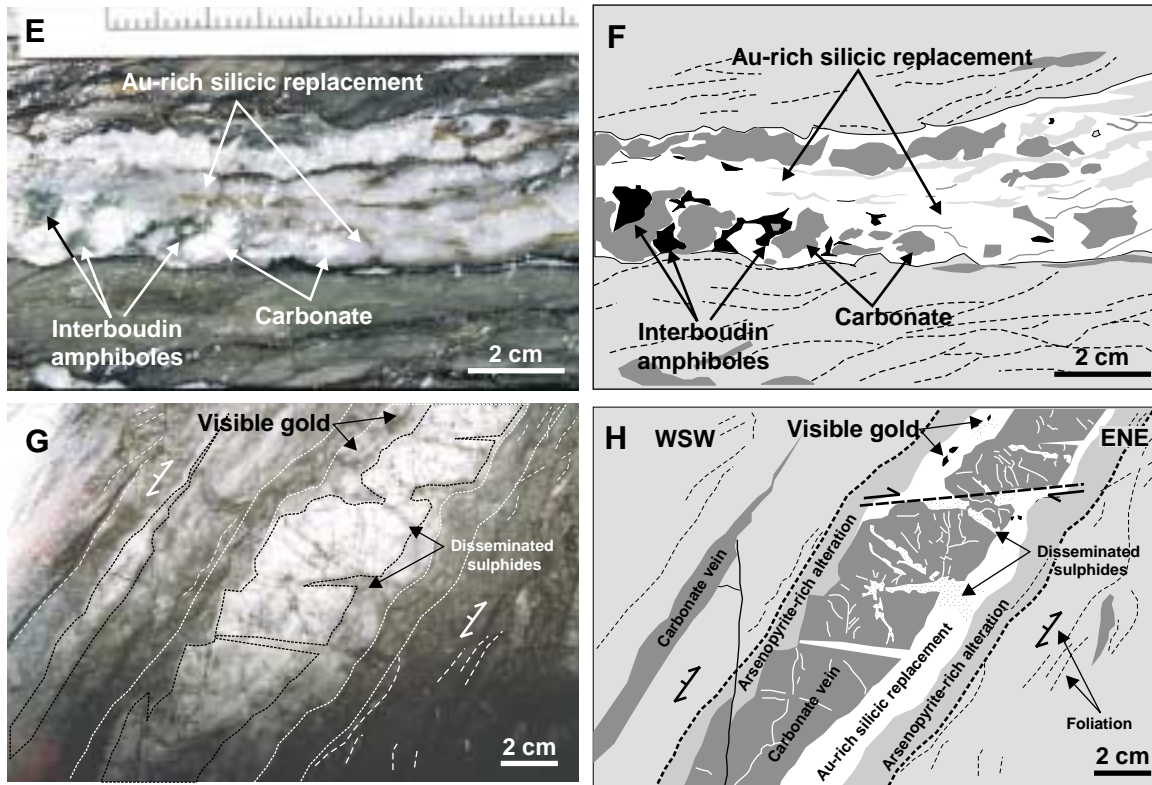 E
Au-rich silicic replacement
Interboudin
amphiboles
Carbonate
2 cm
F
Au-rich silicic replacement
Interboudin
amphiboles
Carbonate
2 cm
G
Visible gold
Disseminated
sulphides
2 cm
H
WSW
Visible gold
ENE
Disseminated
sulphides
Carbonate vein
Arsenopyrite-rich alteration
Carbonate vein
Au-rich silicic replacement
Arsenopyrite-rich alteration
Foliation
2 cm